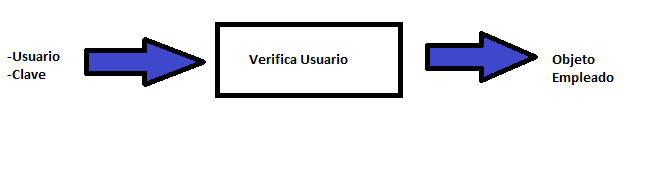 -Usuario
-Clave
Verifica Usuario
Objeto
Empleado